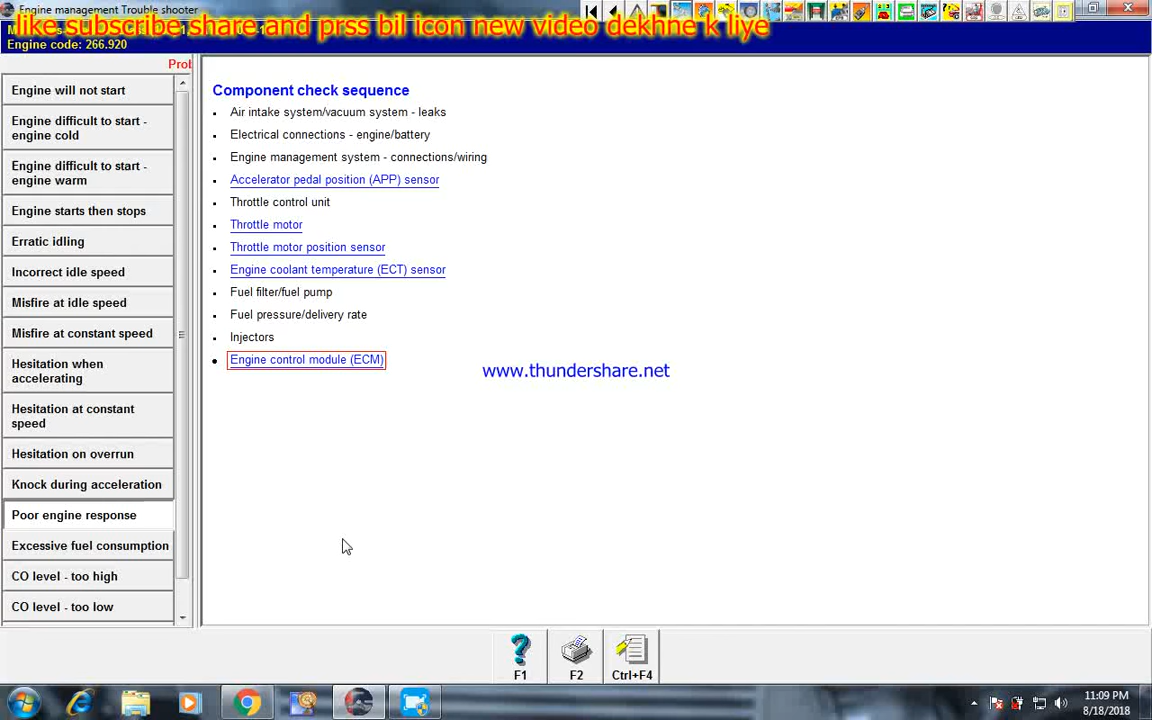 Engine management Trouble shooter
like subscribe share and prss bil icon new video dekhne k liye
Engine code: 266.920
Engine will not start
Engine difficult to start -
engine cold
Engine difficult to start -
engine warm
Engine starts then stops
Erratic idling
Incorrect idle speed
Misfire at idle speed
Misfire at constant speed
Hesitation when
accelerating
Hesitation at constant
speed
Hesitation on overrun
Knock during acceleration
Poor engine response
Excessive fuel consumption
CO level - too high
CO level - too low
Component check sequence
Air intake system/vacuum system - leaks
Electrical connections - engine/battery
Engine management system - connections/wiring
Accelerator pedal position (APP) sensor
Throttle control unit
Throttle motor
Throttle motor position sensor
Engine coolant temperature (ECT) sensor
Fuel filter/fuel pump
Fuel pressure/delivery rate
Injectors
Engine control module (ECM)
www.thundershare.net
F1
F2
Ctrl+F4
11:09 PM
8/18/2018